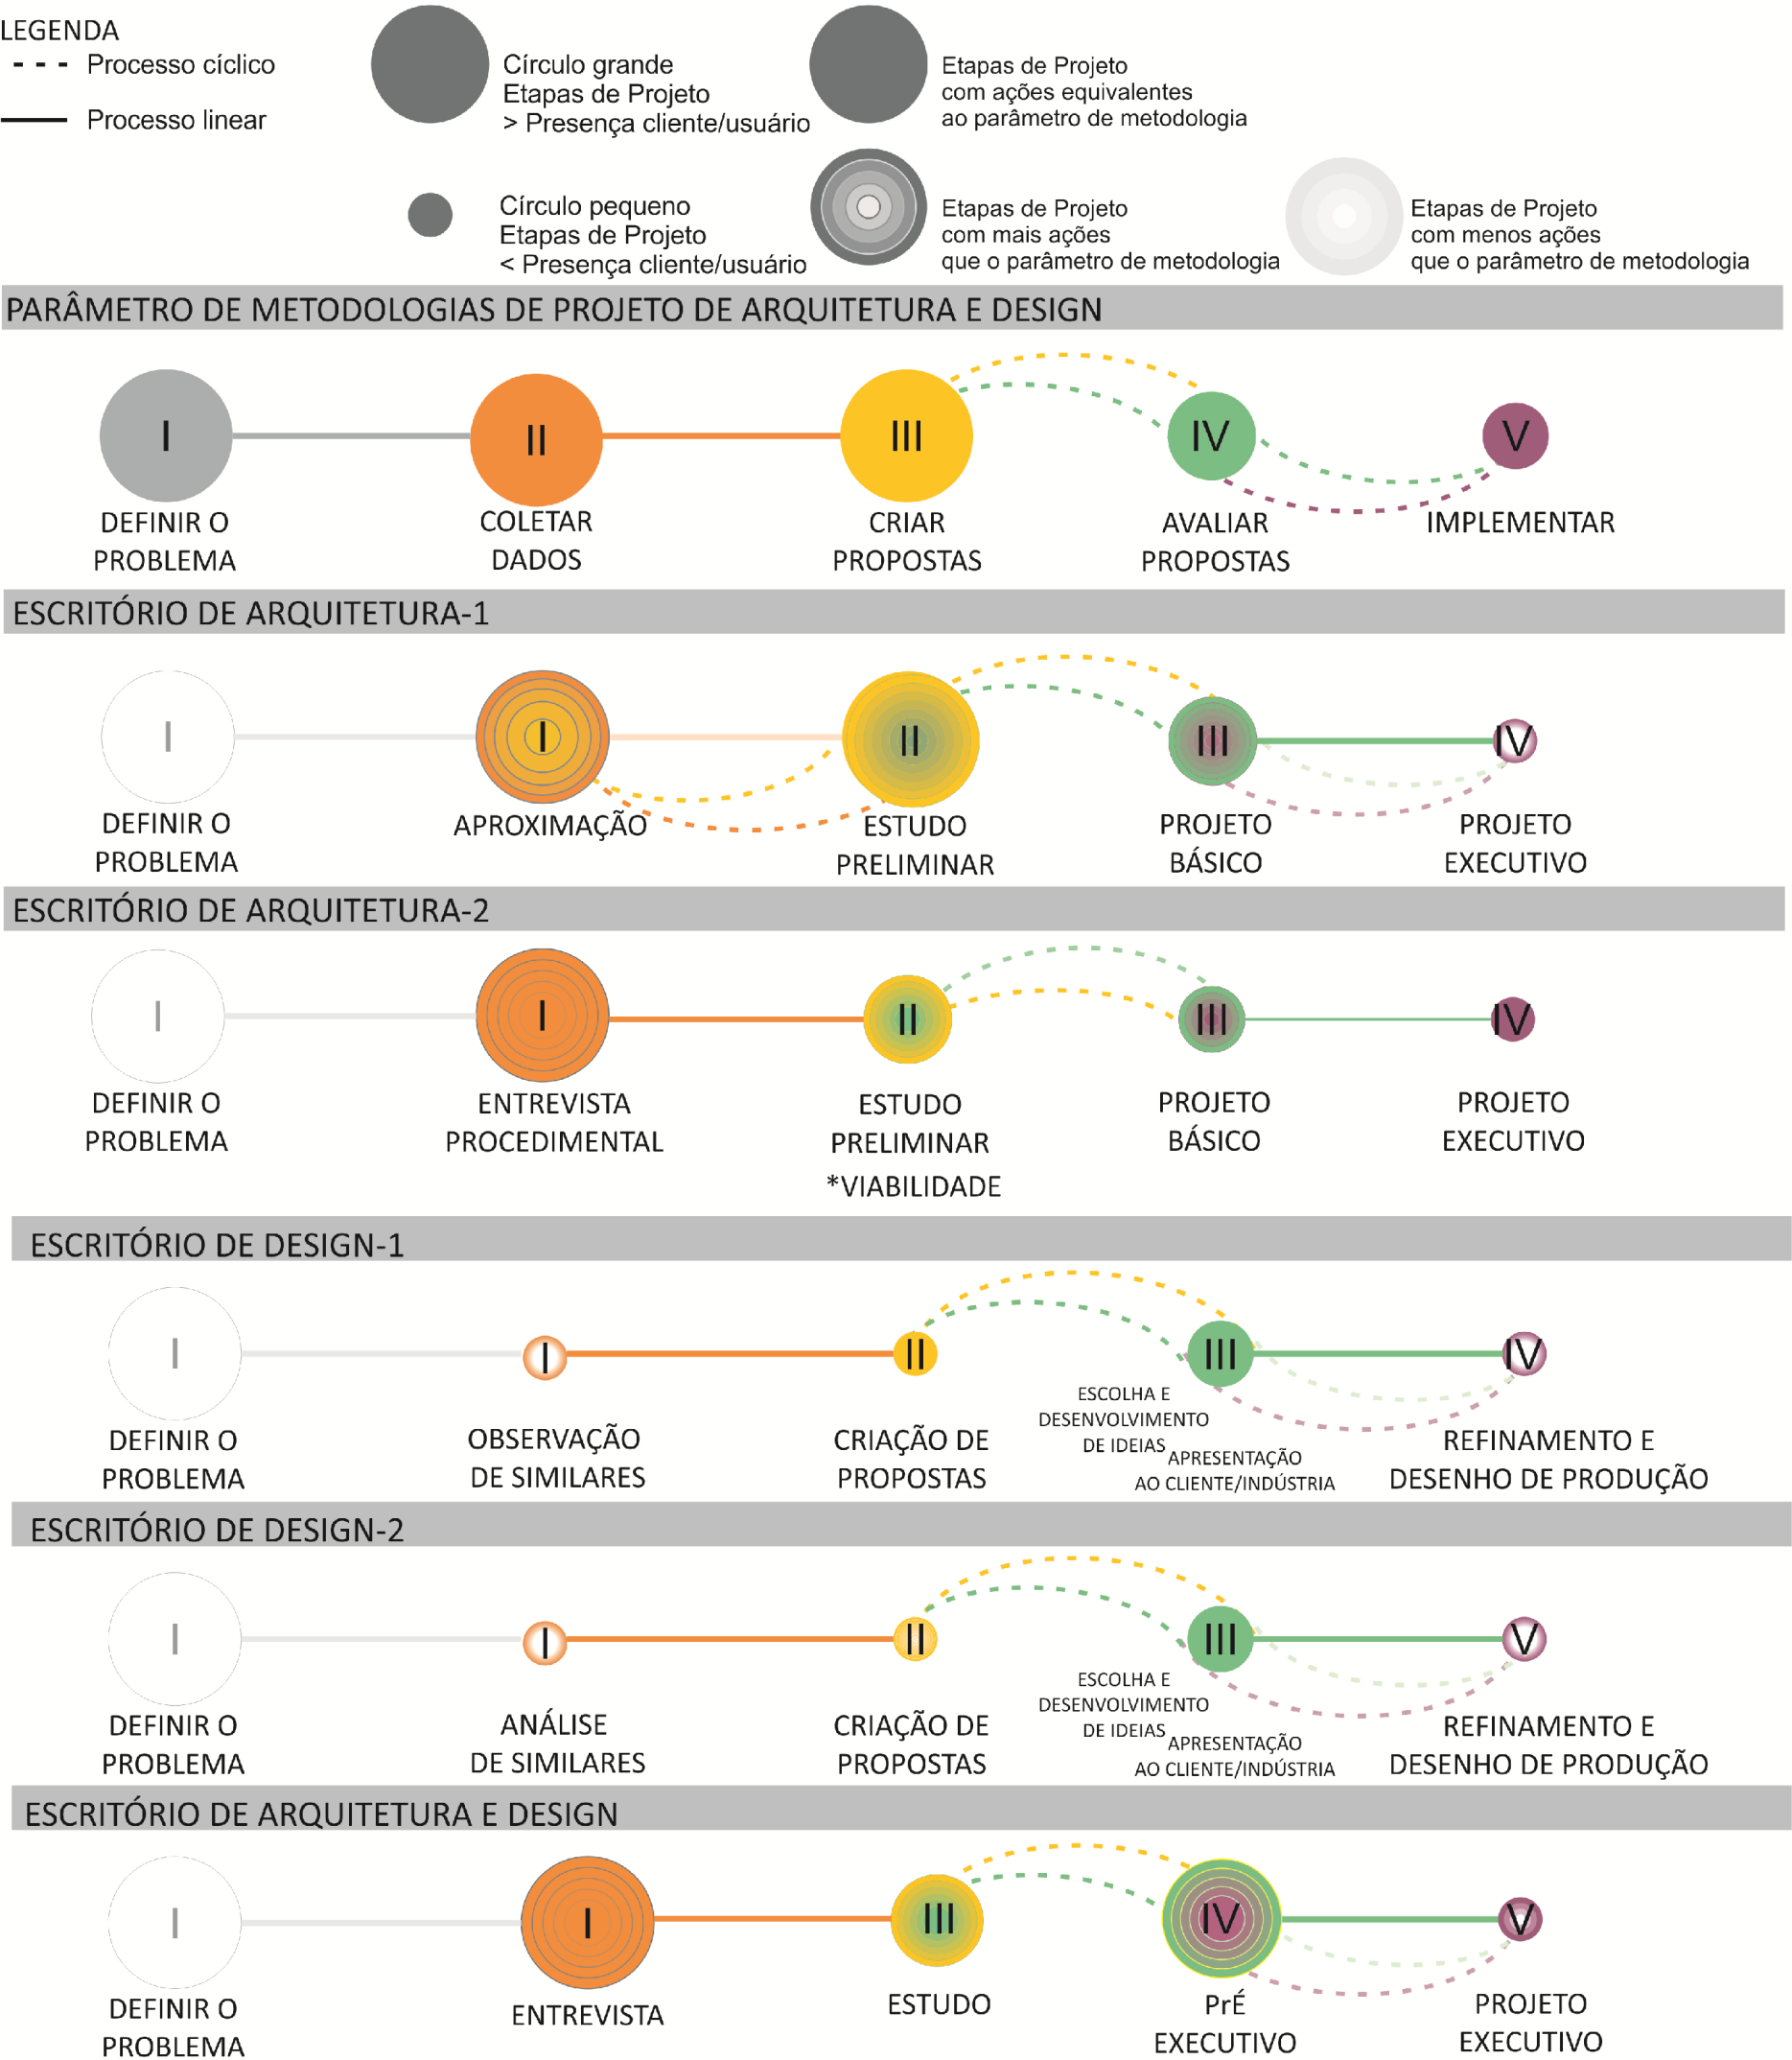 LEGENDA
Processo cíclico
Processo linear
Círculo grande
Etapas de Projeto
> Presença cliente/usuário
Etapas de Projeto
com ações equivalentes
ao parâmetro de metodologia
Círculo pequeno
Etapas de Projeto
< Presença cliente/usuário
Etapas de Projeto
com mais ações
que o parâmetro de metodologia
Etapas de Projeto
com menos ações
que o parâmetro de metodologia
PARÂMETRO DE METODOLOGIAS DE PROJETO DE ARQUITETURA E DESIGN
I
II
III
IV
V
DEFINIR O
PROBLEMA
COLETAR
DADOS
CRIAR
PROPOSTAS
AVALIAR
PROPOSTAS
IMPLEMENTAR
ESCRITÓRIO DE ARQUITETURA-1
I
I
II
III
IV
DEFINIR O
PROBLEMA
APROXIMAÇÃO
ESTUDO
PRELIMINAR
PROJETO
BÁSICO
PROJETO
EXECUTIVO
ESCRITÓRIO DE ARQUITETURA-2
I
I
II
III
IV
DEFINIR O
PROBLEMA
ENTREVISTA
PROCEDIMENTAL
ESTUDO
PRELIMINAR
*VIABILIDADE
PROJETO
BÁSICO
PROJETO
EXECUTIVO
ESCRITÓRIO DE DESIGN-1
I
I
II
III
IV
DEFINIR O
PROBLEMA
OBSERVAÇÃO
DE SIMILARES
CRIAÇÃO DE
PROPOSTAS
ESCOLHA E
DESENVOLVIMENTO
DE IDEIAS
APRESENTAÇÃO
AO CLIENTE/INDÚSTRIA
REFINAMENTO E
DESENHO DE PRODUÇÃO
ESCRITÓRIO DE DESIGN-2
I
I
II
III
V
DEFINIR O
PROBLEMA
ANÁLISE
DE SIMILARES
CRIAÇÃO DE
PROPOSTAS
ESCOLHA E
DESENVOLVIMENTO
DE IDEIAS
APRESENTAÇÃO
AO CLIENTE/INDÚSTRIA
REFINAMENTO E
DESENHO DE PRODUÇÃO
ESCRITÓRIO DE ARQUITETURA E DESIGN
I
I
III
IV
V
DEFINIR O
PROBLEMA
ENTREVISTA
ESTUDO
PrÉ
EXECUTIVO
PROJETO
EXECUTIVO